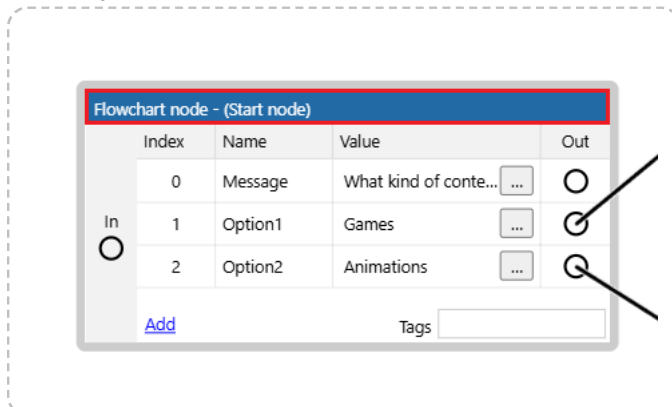 Flowchart node - (Start node)
Index Name Value Out
0 Message What kind of conte... ...
In
1 Option1 Games ...
2 Option2 Animations ...
Add Tags